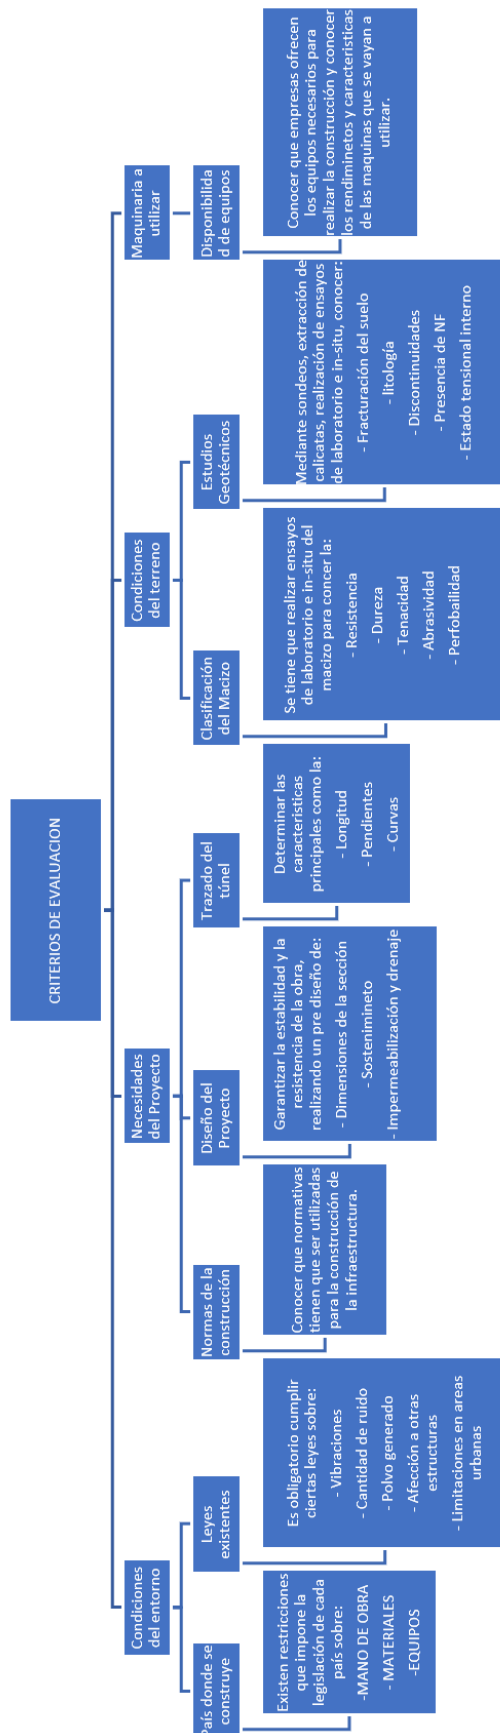 CRITERIOS DE EVALUACION
Condiciones
del entorno
País donde se
construye
Existen restricciones
que impone la
legislación de cada
país sobre:
-MANO DE OBRA
- MATERIALES
-EQUIPOS
Leyes
existentes
Es obligatorio cumplir
ciertas leyes sobre:
- Vibraciones
- Cantidad de ruido
- Polvo generado
- Afección a otras
estructuras
- Limitaciones en areas
urbanas
Necesidades
del Proyecto
Normas de la
construcción
Conocer que normativas
tienen que ser utilizadas
para la construcción de
la infraestructura.
Diseño del
Proyecto
Garantizar la estabilidad y la
resistencia de la obra,
realizando un pre diseño de:
- Dimensiones de la sección
- Sostenimineto
- Impermeabilización y drenaje
Trazado del
túnel
Determinar las
caracteristicas
principales como la:
- Longitud
- Pendientes
- Curvas
Condiciones
del terreno
Clasificación
del Macizo
Se tiene que realizar ensayos
de laboratorio e in-situ del
macizo para concer la:
- Resistencia
- Dureza
- Tenacidad
- Abrasividad
- Perfobailidad
Estudios
Geotécnicos
Mediante sondeos, extracción de
calicatas, realización de ensayos
de laboratorio e in-situ, conocer:
- Fracturación del suelo
- litología
- Discontinuidades
- Presencia de NF
- Estado tensional interno
Maquinaria a
utilizar
Disponibilida
d de equipos
Conocer que empresas ofrecen
los equipos necesarios para
realizar la construcción y conocer
los rendiminetos y caracteristicas
de las maquinas que se vayan a
utilizar.